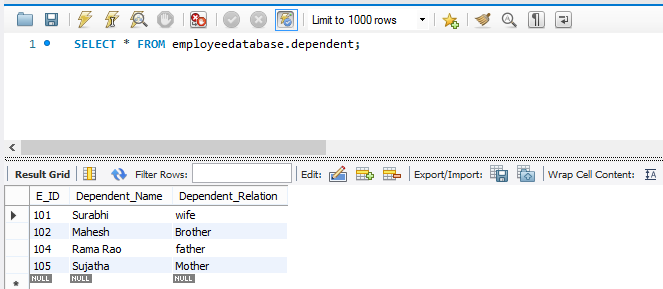 Limit to 1000 rows
1 SELECT * FROM employeedatabase.dependent;
Result Grid Filter Rows: Edit: Export/Import: Wrap Cell Content: IA
E_ID Dependent_Name Dependent_Relation
101 Surabhi wife
102 Mahesh Brother
104 Rama Rao father
105 Sujatha Mother
NULL NULL NULL